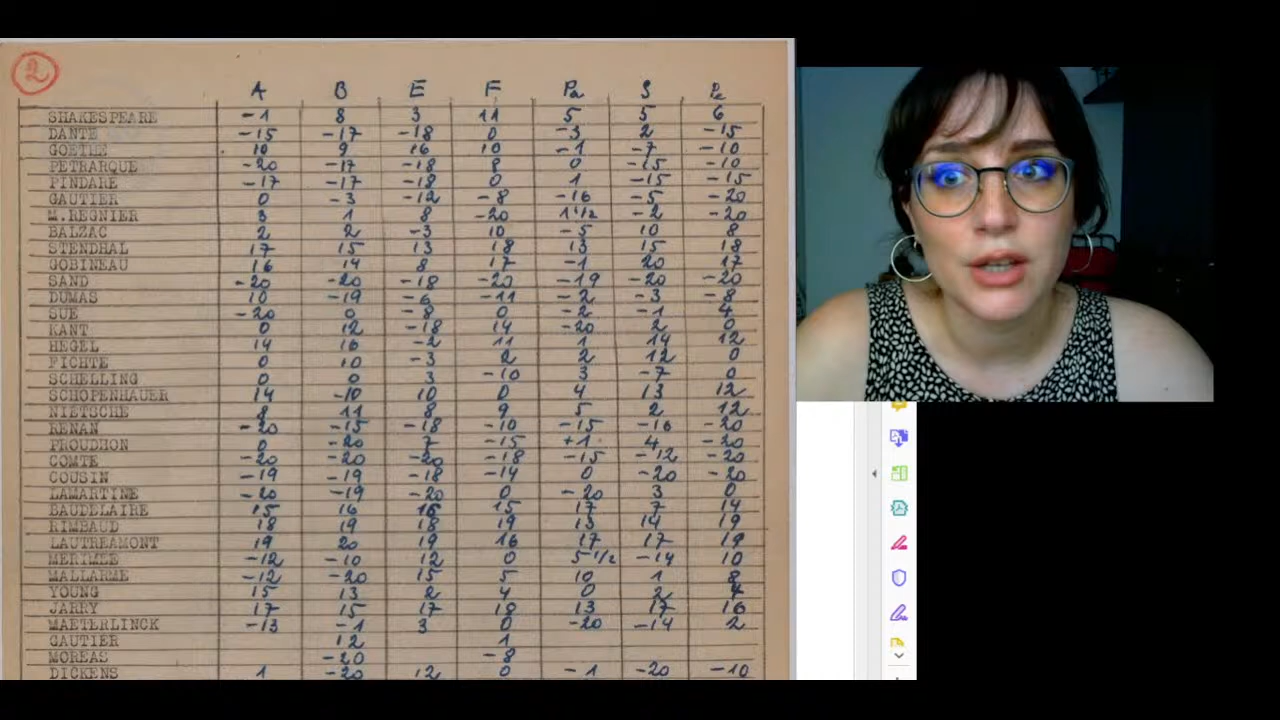 2
A B E F Pa S Pe
SHAKESPEARE -1 8 3 11 5 5 6
DANTE -15 -17 -18 0 -3 2 -15
GOETHE 10 9 16 10 -1 -7 -10
PETRARQUE -20 -17 -18 8 0 -15 -10
PINDARE -17 -17 -18 0 1 -15 -15
GAUTIER 0 -3 -12 -8 -16 -5 -20
M.REGNIER 3 1 8 -20 1 1/2 -2 -20
BALZAC 2 2 -3 10 -5 10 8
STENDHAL 17 15 13 18 13 15 18
GOBINEAU 16 14 8 17 -1 20 17
SAND -20 -20 -18 -20 -19 -20 -20
DUMAS 10 -19 -6 -11 -2 -3 -8
SUE -20 0 -8 0 -2 -1 4
KANT 0 12 -18 14 -20 2 0
HEGEL 14 16 -2 11 1 14 12
FICHTE 0 10 -3 2 2 12 0
SCHELLING 0 0 3 -10 3 -7 0
SCHOPENHAUER 14 -10 10 0 4 13 12
NIETSCHE 8 11 8 9 5 2 12
RENAN -20 -15 -18 -10 -15 -16 -20
PROUDHON 0 -20 7 -15 +1 4 -20
COMTE -20 -20 -20 -18 -15 -12 -20
COUSIN -19 -19 -18 -14 0 -20 -20
LAMARTINE -20 -19 -20 0 -20 3 0
BAUDELAIRE 15 16 16 15 17 7 14
RIMBAUD 18 19 18 19 13 14 19
LAUTREAMONT 19 20 19 16 17 17 19
MERIMEE -12 -10 12 0 5 1/2 -14 10
MALLARME -12 -20 15 5 10 1 8
YOUNG 15 13 2 4 0 2
JARRY 17 15 17 18 13 17 16
MAETERLINCK -13 -1 3 0 -20 -14 2
GAUTIER 12 1
MOREAS -20 -8
DICKENS 1 -20 12 0 -1 -20 -10